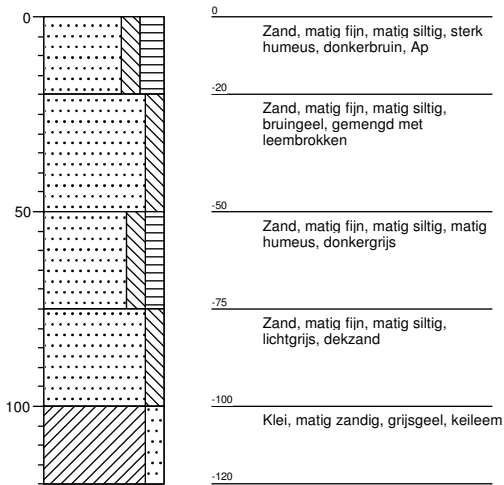 0
0
Zand, matig fijn, matig siltig, sterk
humeus, donkerbruin, Ap
-20
Zand, matig fijn, matig siltig,
bruingeel, gemengd met
leembrokken
50
-50
Zand, matig fijn, matig siltig, matig
humeus, donkergrijs
-75
Zand, matig fijn, matig siltig,
lichtgrijs, dekzand
100
-100
Klei, matig zandig, grijsgeel, keileem
-120